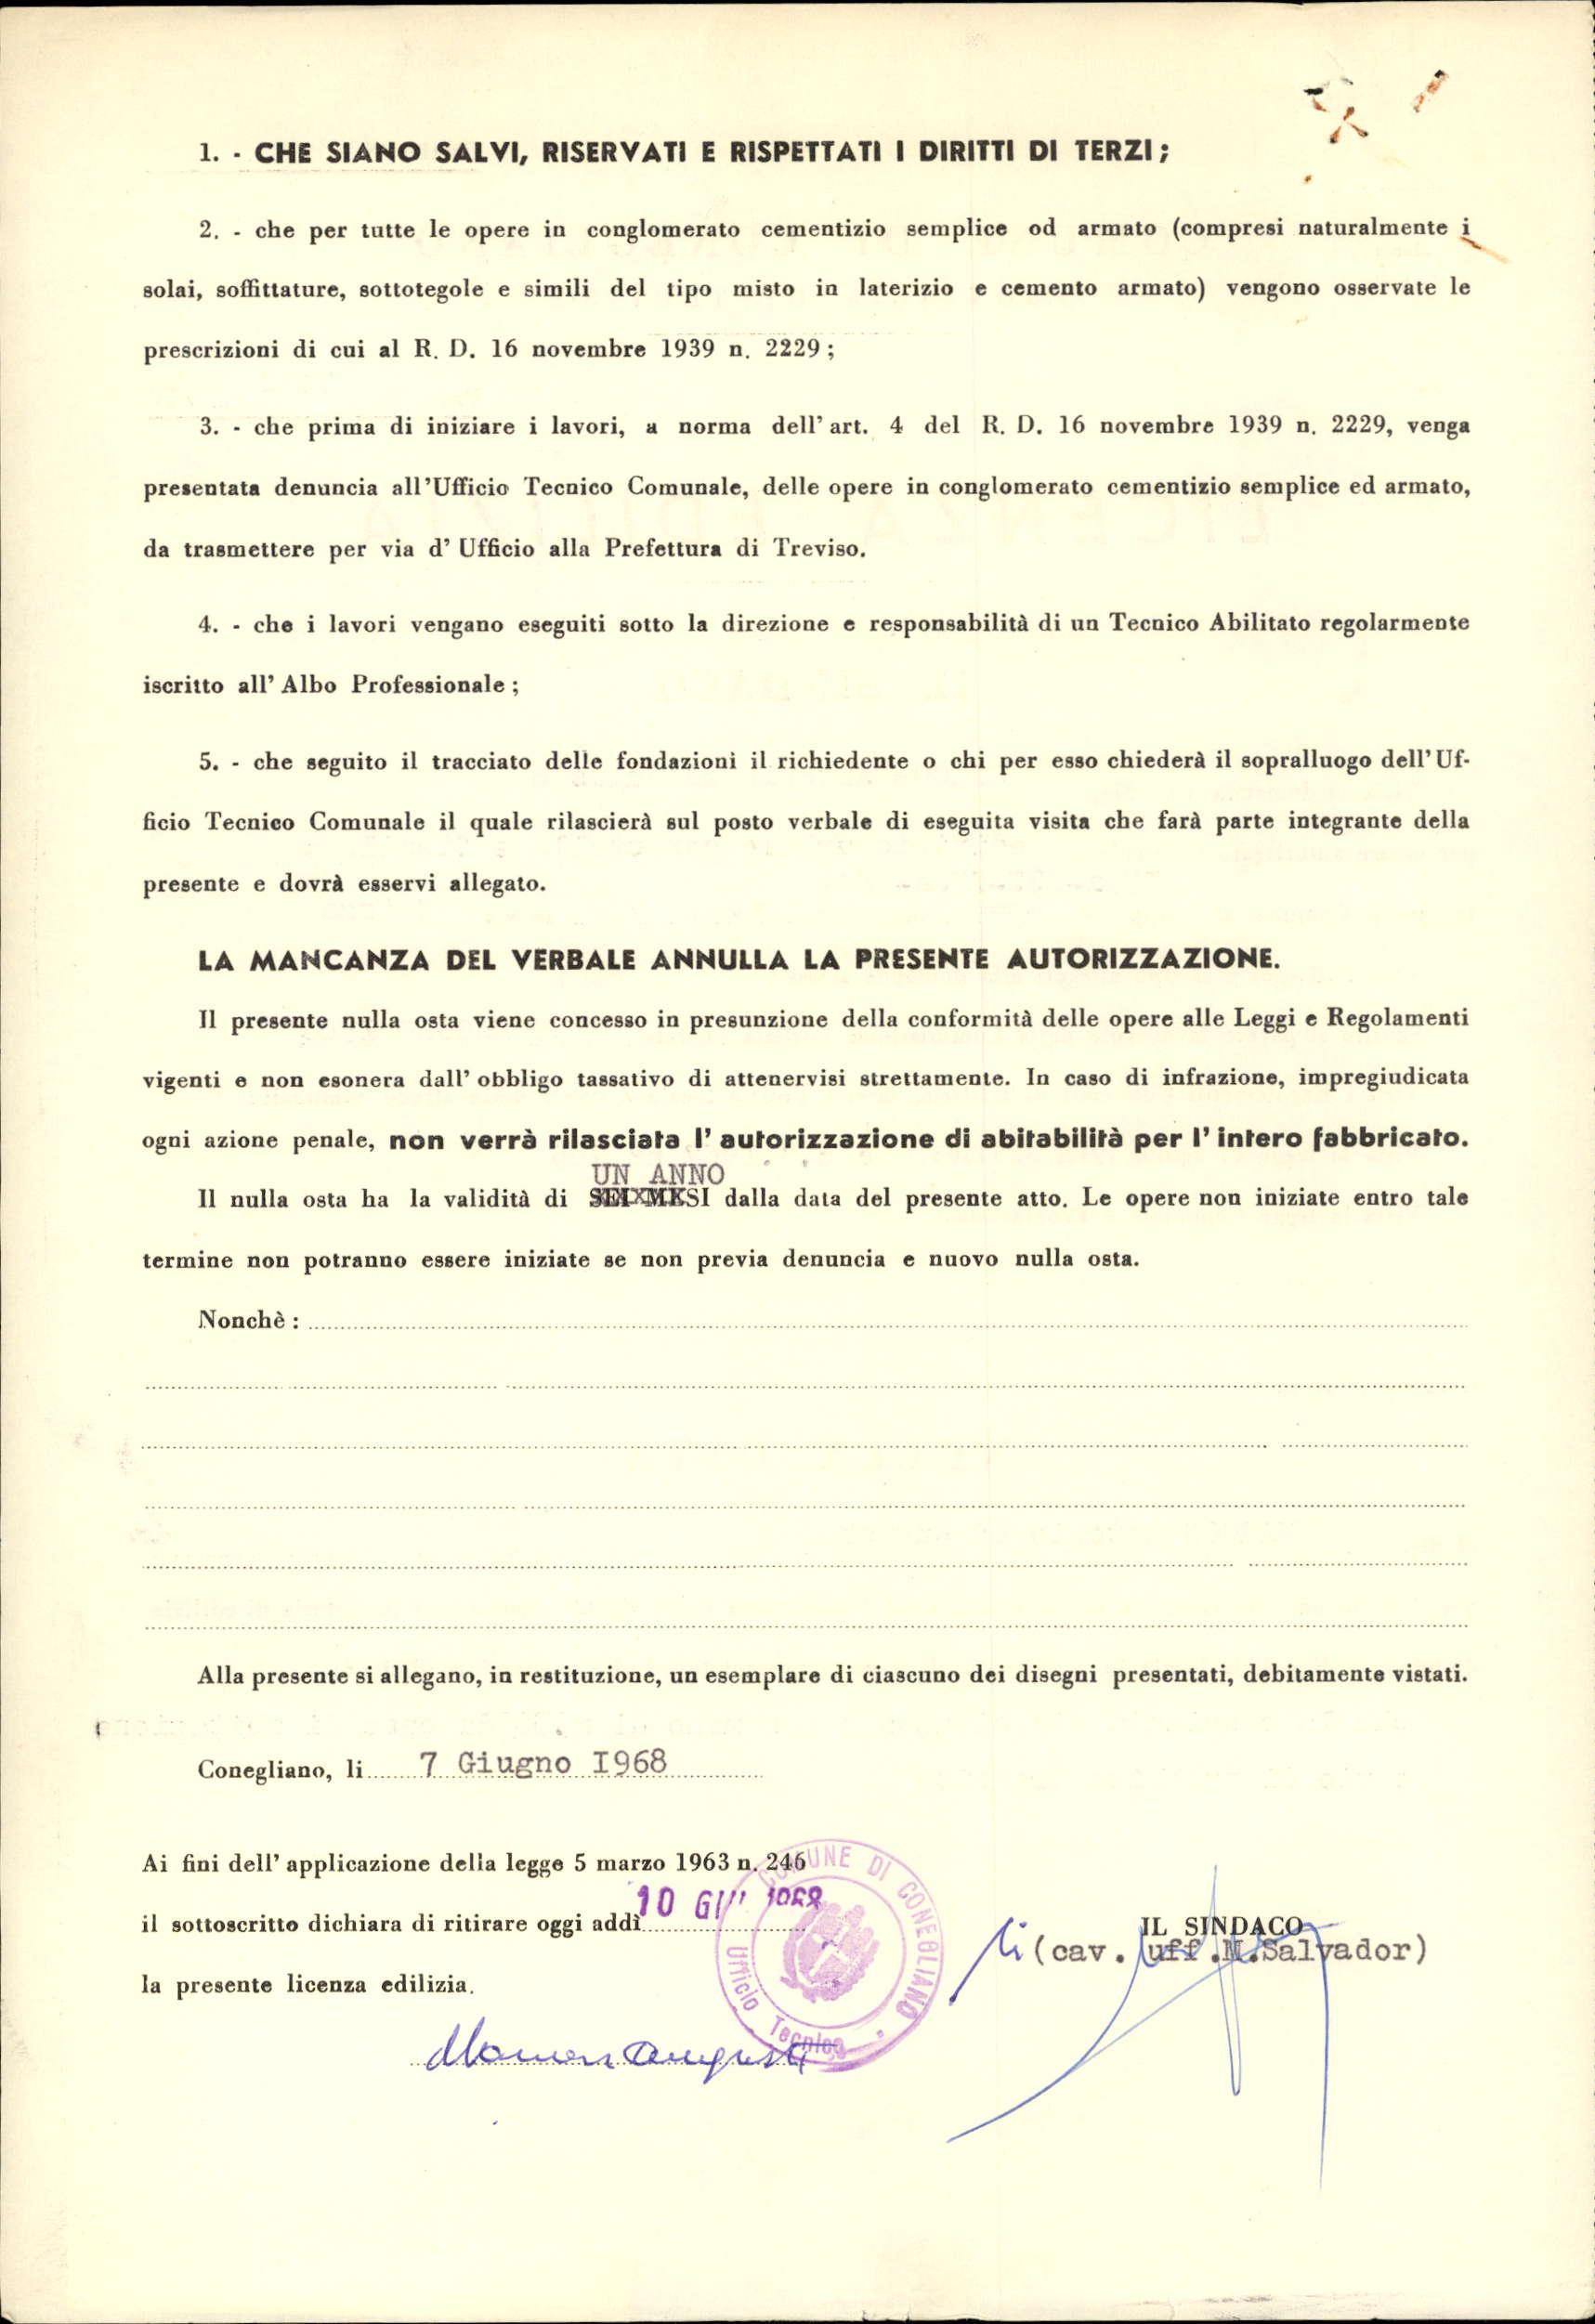 1. - CHE SIANO SALVI, RISERVATI E RISPETTATI I DIRITTI DI TERZI;
2. - che per tutte le opere in conglomerato cementizio semplice od armato (compresi naturalmente i
solai, soffittature, sottotegole e simili del tipo misto in laterizio e cemento armato) vengono osservate le
prescrizioni di cui al R. D. 16 novembre 1939 n. 2229;
3. - che prima di iniziare i lavori, a norma dell' art. 4 del R. D. 16 novembre 1939 n. 2229, venga
presentata denuncia all'Ufficio Tecnico Comunale, delle opere in conglomerato cementizio semplice ed armato,
da trasmettere per via d' Ufficio alla Prefettura di Treviso.
4. - che i lavori vengano eseguiti sotto la direzione e responsabilità di un Tecnico Abilitato regolarmente
iscritto all' Albo Professionale;
5. - che seguito il tracciato delle fondazioni il richiedente o chi per esso chiederà il sopralluogo dell' Uf-
ficio Tecnico Comunale il quale rilascierà sul posto verbale di eseguita visita che farà parte integrante della
presente e dovrà esservi allegato.
LA MANCANZA DEL VERBALE ANNULLA LA PRESENTE AUTORIZZAZIONE.
Il presente nulla osta viene concesso in presunzione della conformità delle opere alle Leggi e Regolamenti
vigenti e non esonera dall' obbligo tassativo di attenervisi strettamente. In caso di infrazione, impregiudicata
ogni azione penale, non verrà rilasciata l' autorizzazione di abitabilità per l' intero fabbricato.
UN ANNO
Il nulla osta ha la validità di SEI MESI dalla data del presente atto. Le opere non iniziate entro tale
termine non potranno essere iniziate se non previa denuncia e nuovo nulla osta.
Nonchè :
Alla presente si allegano, in restituzione, un esemplare di ciascuno dei disegni presentati, debitamente vistati.
Conegliano, li 7 Giugno I968
Ai fini dell' applicazione della legge 5 marzo 1963 n. 246
il sottoscritto dichiara di ritirare oggi addì 10 GIU 1968
la presente licenza edilizia.
COMUNE DI CONEGLIANO
Ufficio Tecnico
IL SINDACO
(cav. uff.M.Salvador)